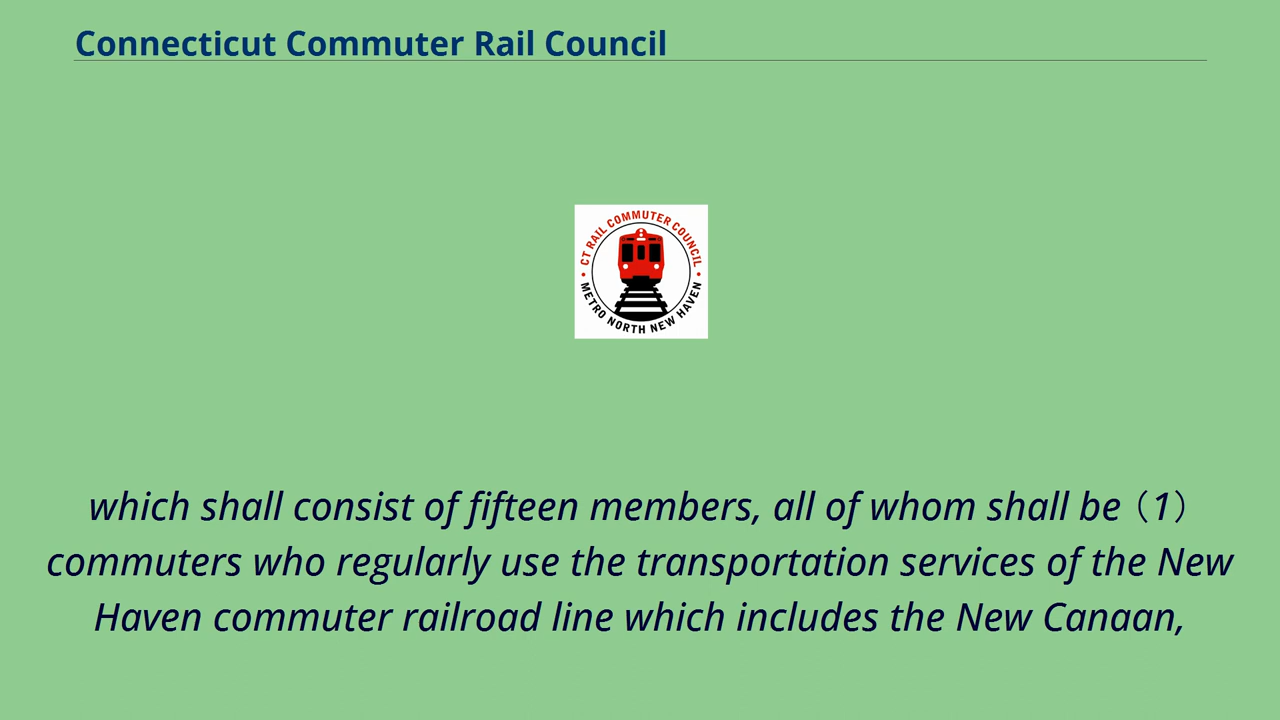 Connecticut Commuter Rail Council
• CT RAIL COMMUTER COUNCIL •
METRO NORTH NEW HAVEN
which shall consist of fifteen members, all of whom shall be（1）
commuters who regularly use the transportation services of the New
Haven commuter railroad line which includes the New Canaan,